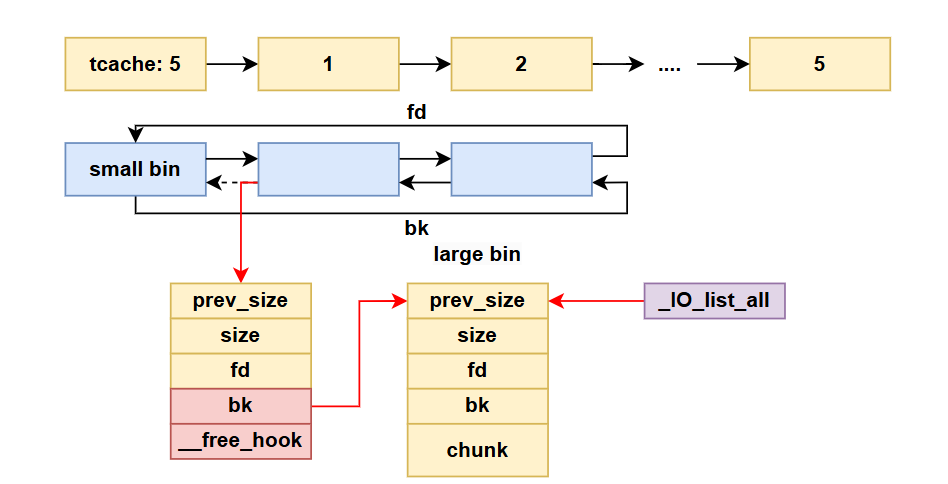 tcache: 5
1
2
....
5
fd
small bin
bk
large bin
prev_size
size
fd
bk
__free_hook
prev_size
size
fd
bk
chunk
_IO_list_all